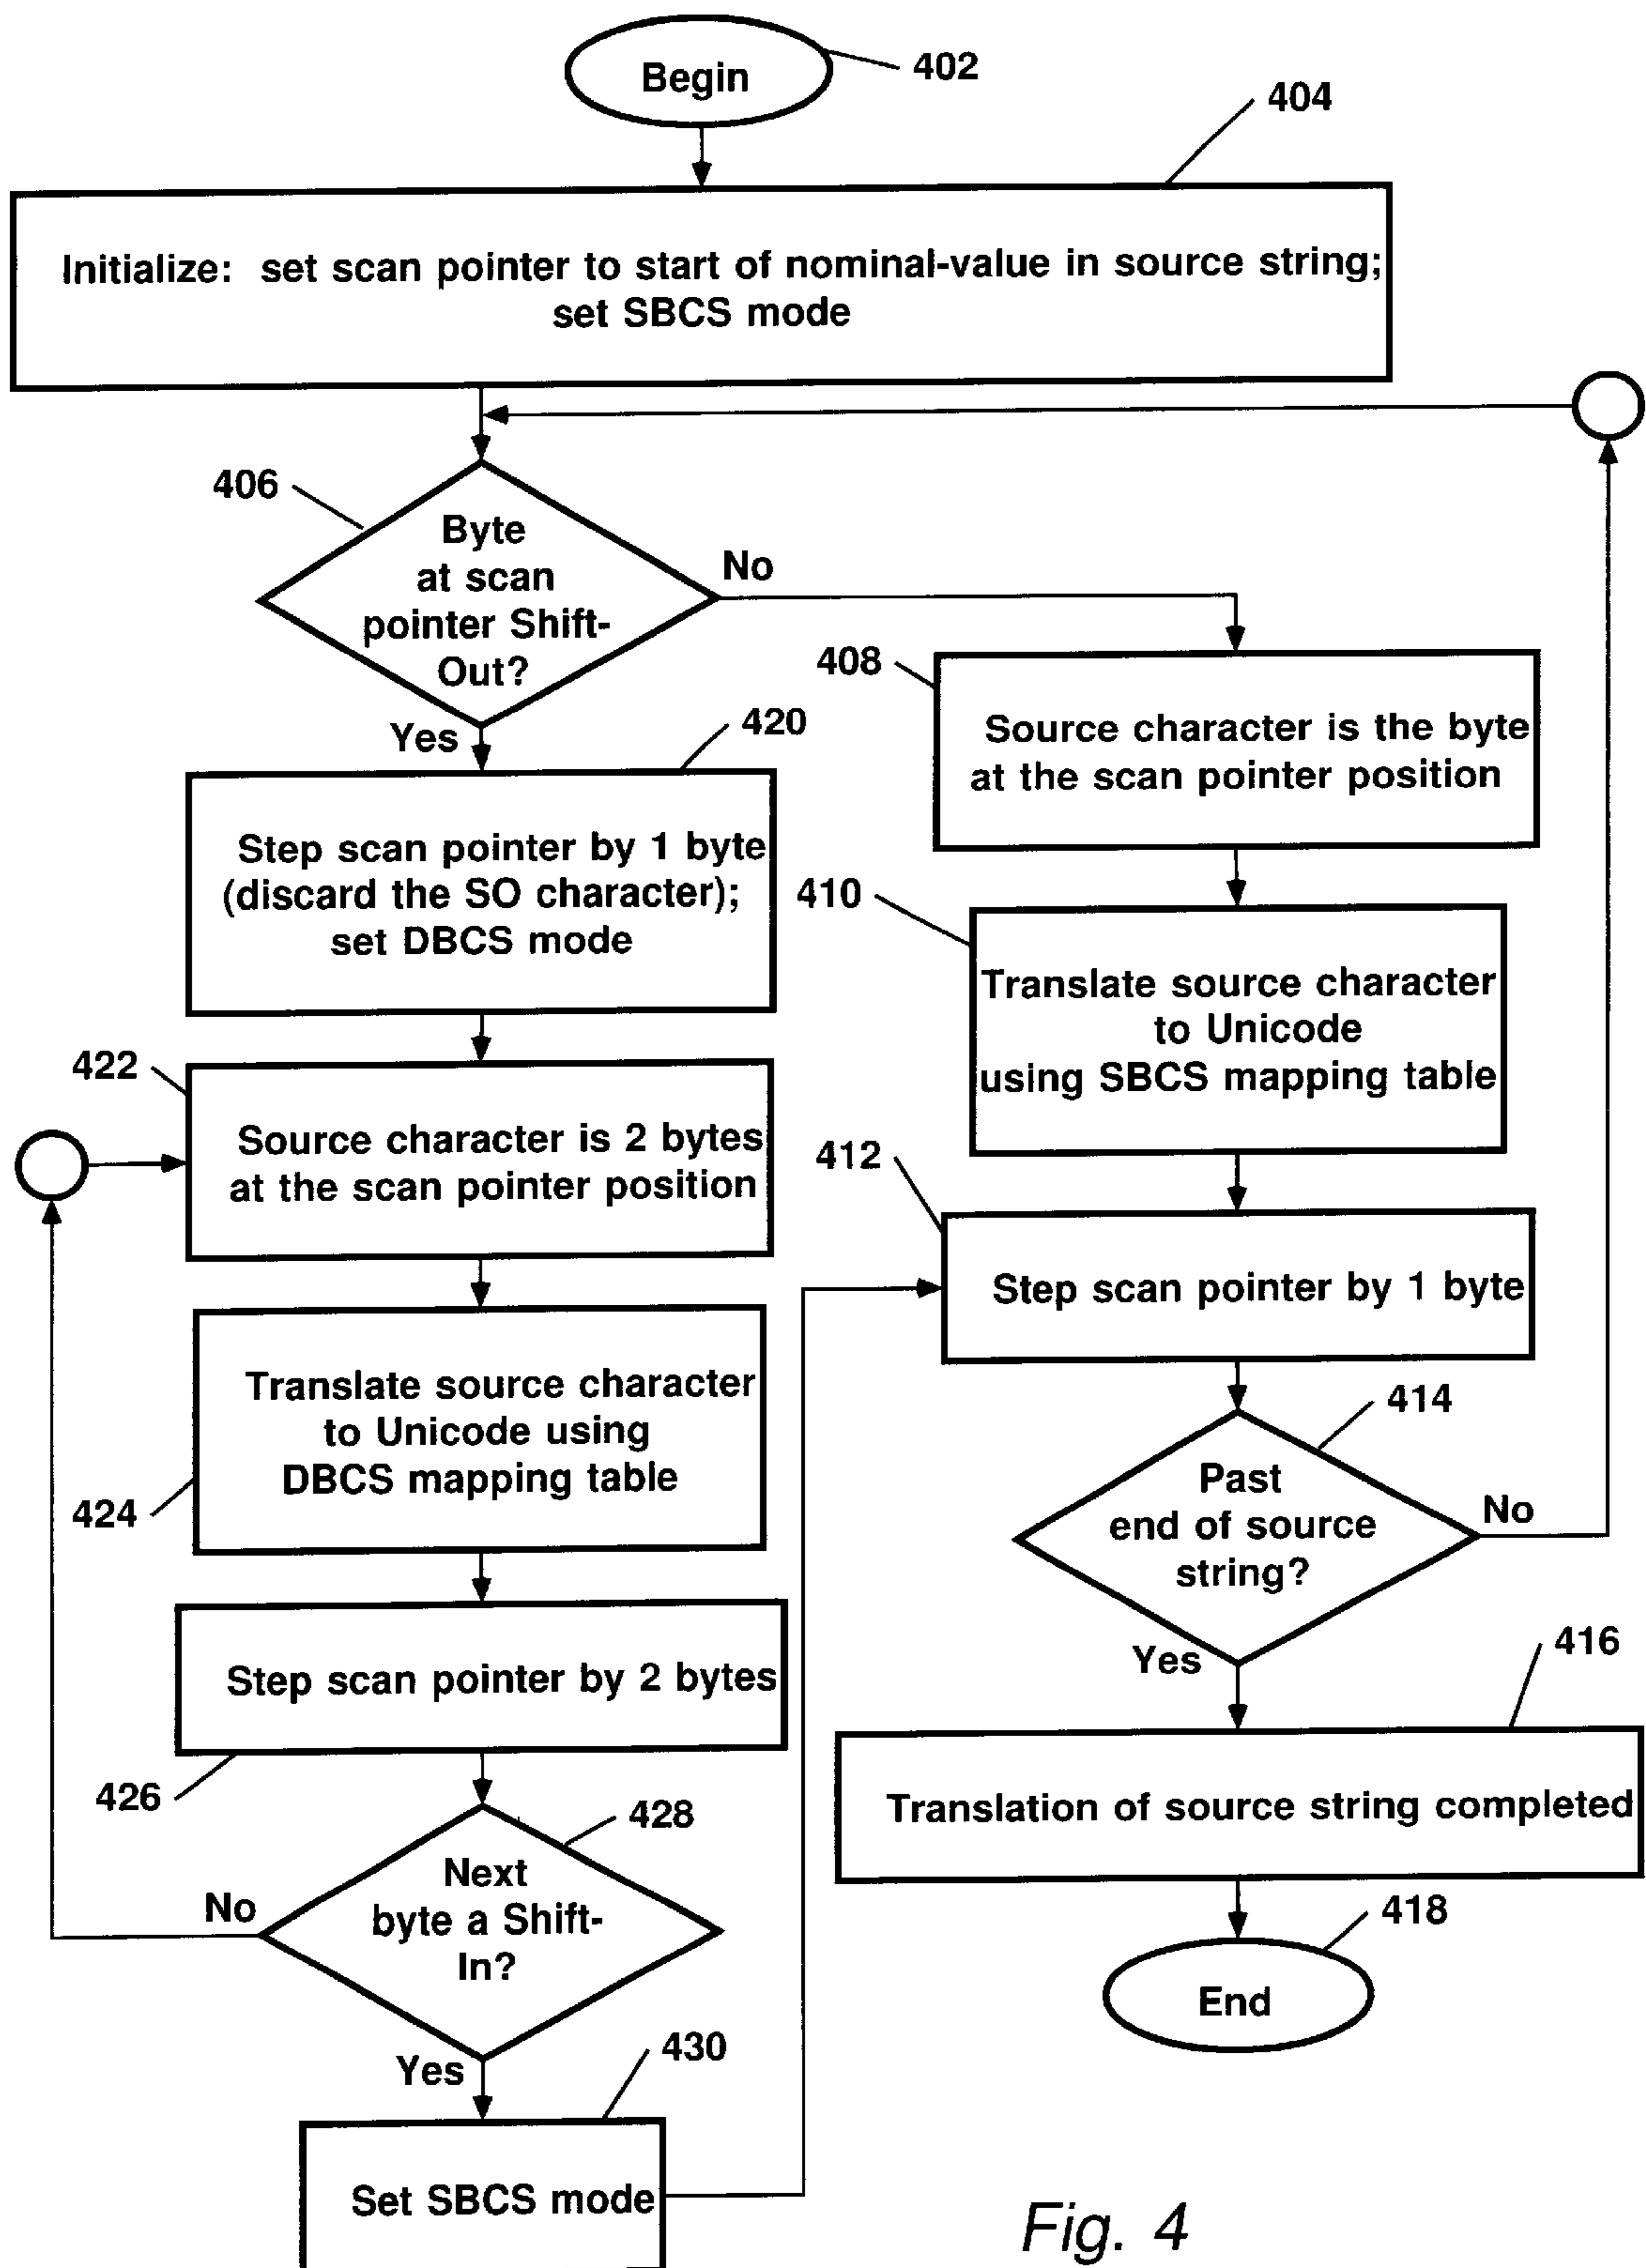 Begin
402
404
Initialize: set scan pointer to start of nominal-value in source string;
set SBCS mode
406
Byte
at scan
pointer Shift-
Out?
No
Yes
408
Source character is the byte
at the scan pointer position
420
Step scan pointer by 1 byte
(discard the SO character);
set DBCS mode
410
Translate source character
to Unicode
using SBCS mapping table
422
Source character is 2 bytes
at the scan pointer position
412
Step scan pointer by 1 byte
424
Translate source character
to Unicode using
DBCS mapping table
414
Past
end of source
string?
No
Yes
426
Step scan pointer by 2 bytes
416
Translation of source string completed
428
Next
byte a Shift-
In?
No
Yes
418
End
430
Set SBCS mode
Fig. 4